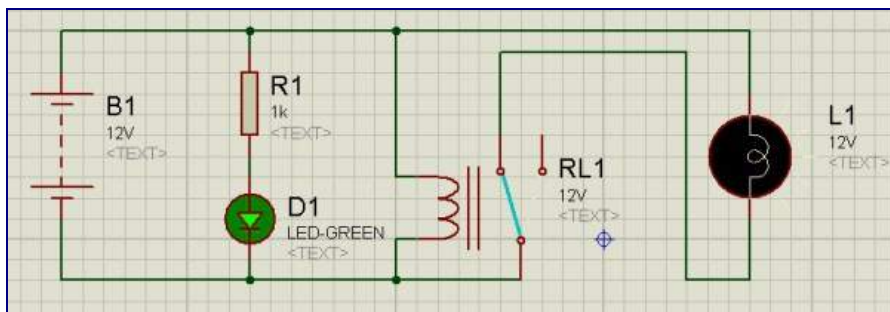 B1
12V
<TEXT>
R1
1k
<TEXT>
D1
LED-GREEN
<TEXT>
RL1
12V
<TEXT>
L1
12V
<TEXT>